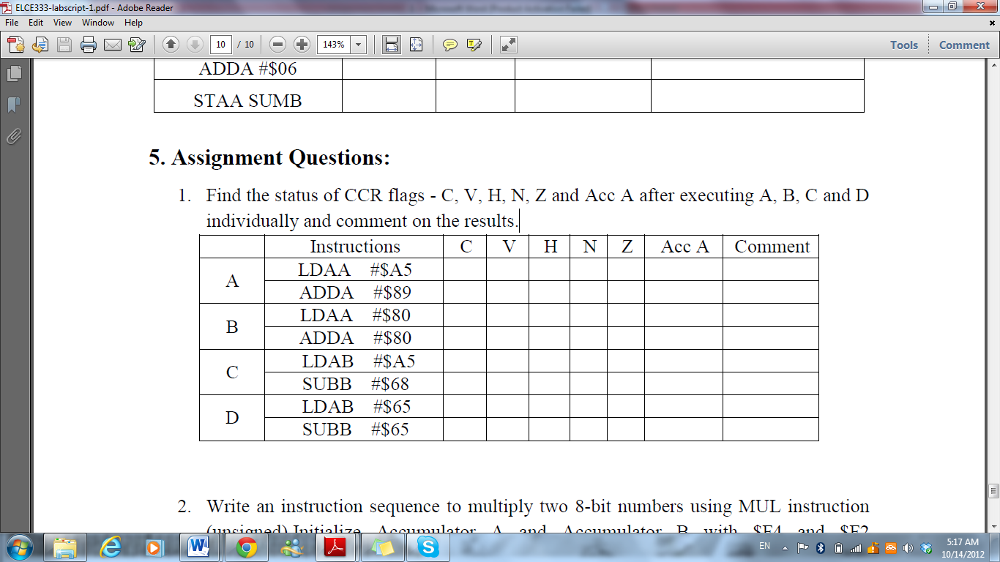 ELCE333-labscript-1.pdf - Adobe Reader
File Edit View Window Help
10 / 10 143% Tools Comment
ADDA #$06
STAA SUMB
5. Assignment Questions:
1. Find the status of CCR flags - C, V, H, N, Z and Acc A after executing A, B, C and D
individually and comment on the results.
Instructions C V H N Z Acc A Comment
A
LDAA #$A5
ADDA #$89
B
LDAA #$80
ADDA #$80
C
LDAB #$A5
SUBB #$68
D
LDAB #$65
SUBB #$65
2. Write an instruction sequence to multiply two 8-bit numbers using MUL instruction
(unsigned) Initialize Accumulator A and Accumulator B with $F4 and
EN 5:17 AM
10/14/2012